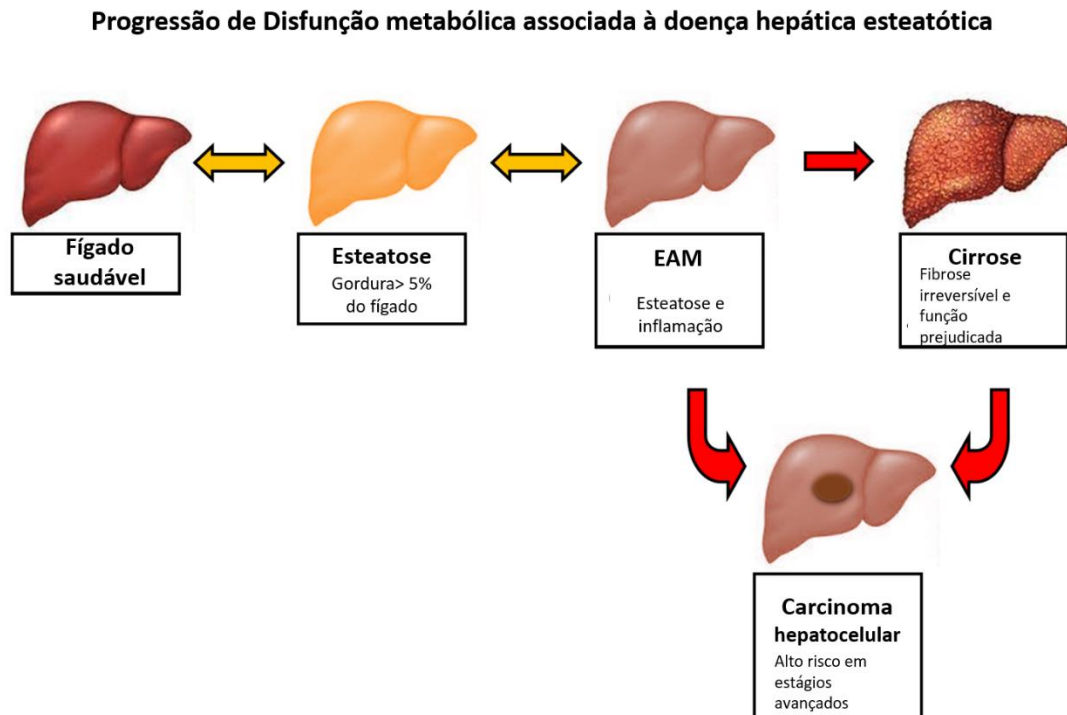 Progressão de Disfunção metabólica associada à doença hepática esteatótica
Fígado
saudável
Esteatose
Gordura> 5%
do fígado
EAM
Esteatose e
inflamação
Cirrose
Fibrose
irreversível e
função
prejudicada
Carcinoma
hepatocelular
Alto risco em
estágios
avançados